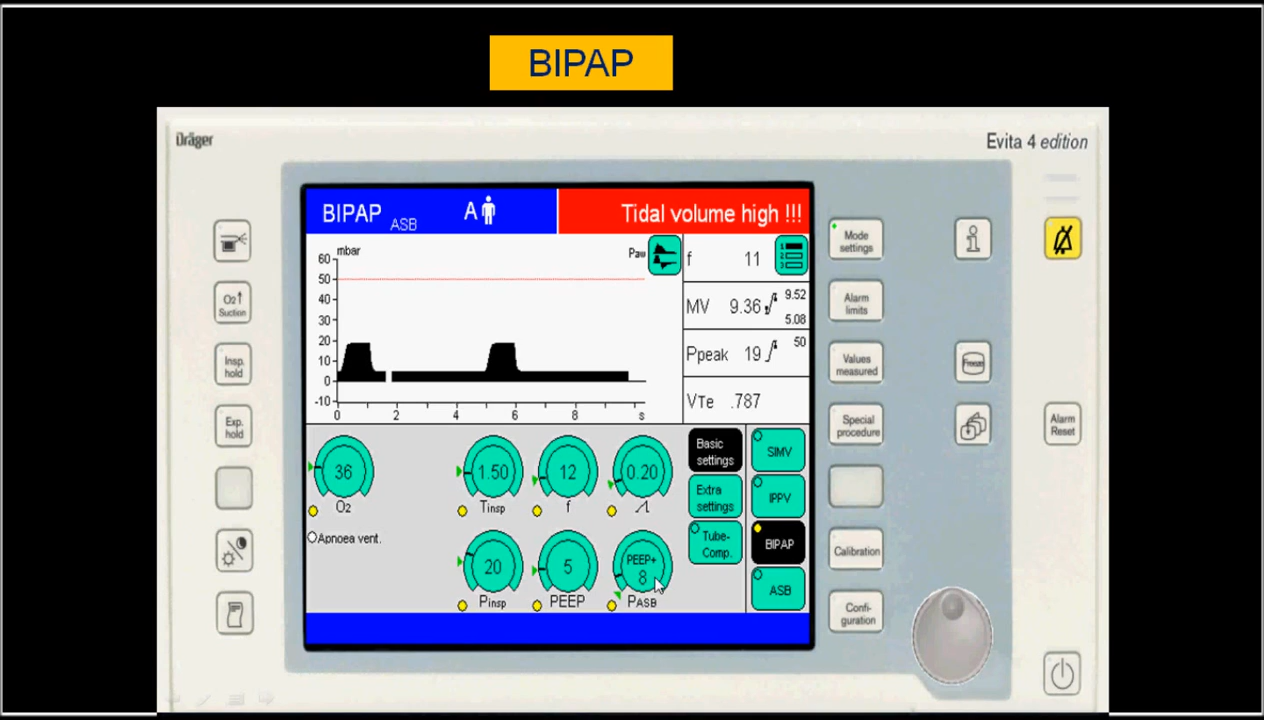 BIPAP
Dräger
Evita 4 edition
BIPAP ASB
A
Tidal volume high !!!
mbar
Paw
60
50
40
30
20
10
0
-10
0 2 4 6 8 s
f 11
1
2
3
MV 9.36 9.52
5.08
Ppeak 19 50
VTe .787
36
O2
1.50
Tinsp
12
f
0.20
Apnoea vent.
20
Pinsp
5
PEEP
PEEP+
8
PASB
Basic
settings
Extra
settings
Tube-
Comp.
SIMV
IPPV
BIPAP
ASB
O2↑
Suction
Insp.
hold
Exp.
hold
Mode
settings
Alarm
limits
Values
measured
Special
procedure
Calibration
Confi-
guration
i
Freeze
Alarm
Reset